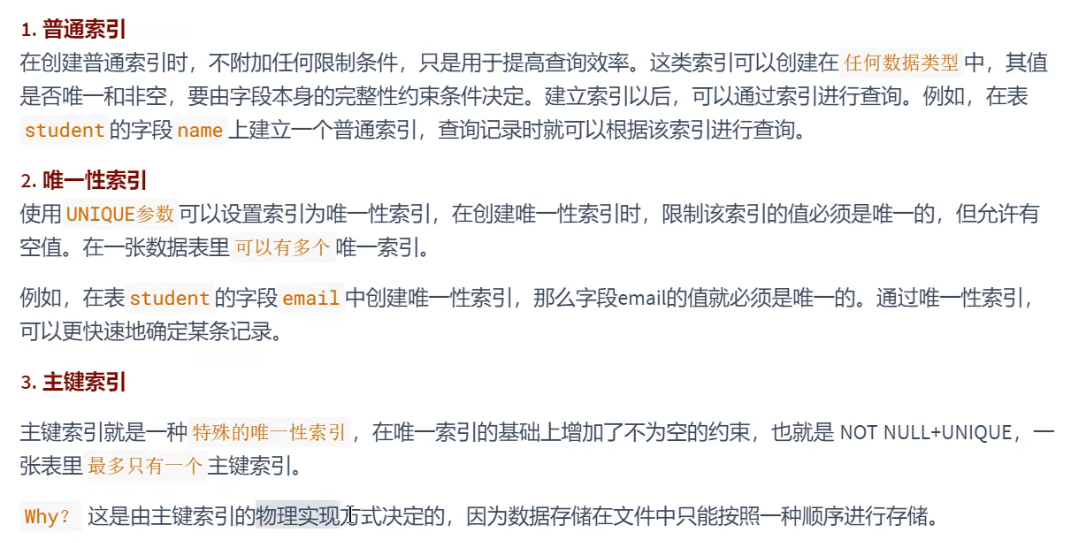 1. 普通索引
在创建普通索引时，不附加任何限制条件，只是用于提高查询效率。这类索引可以创建在 任何数据类型 中，其值
是否唯一和非空，要由字段本身的完整性约束条件决定。建立索引以后，可以通过索引进行查询。例如，在表
student 的字段 name 上建立一个普通索引，查询记录时就可以根据该索引进行查询。
2. 唯一性索引
使用 UNIQUE参数 可以设置索引为唯一性索引，在创建唯一性索引时，限制该索引的值必须是唯一的，但允许有
空值。在一张数据表里 可以有多个 唯一索引。
例如，在表 student 的字段 email 中创建唯一性索引，那么字段email的值就必须是唯一的。通过唯一性索引，
可以更快速地确定某条记录。
3. 主键索引
主键索引就是一种 特殊的唯一性索引 ，在唯一索引的基础上增加了不为空的约束，也就是 NOT NULL+UNIQUE，一
张表里 最多只有一个 主键索引。
Why？ 这是由主键索引的物理实现方式决定的，因为数据存储在文件中只能按照一种顺序进行存储。